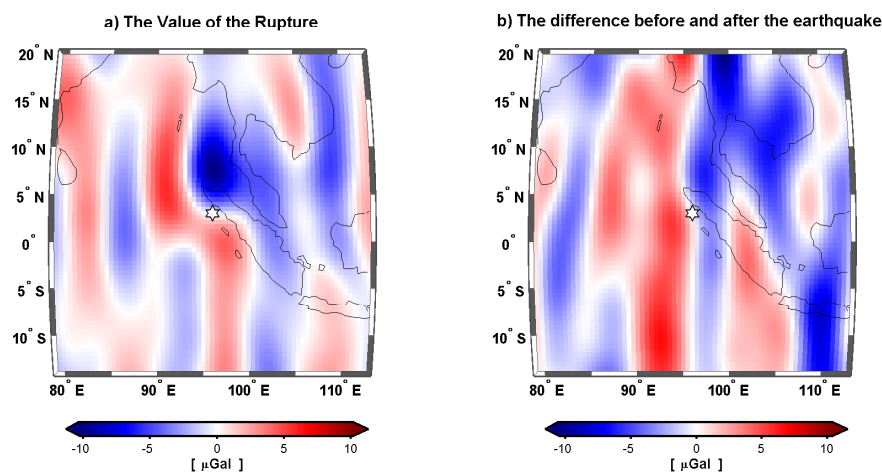 a) The Value of the Rupture
b) The difference before and after the earthquake
20° N
15° N
10° N
5° N
0°
5° S
10° S
80° E
90° E
100° E
110° E
-10
-5
0
5
10
[ μGal ]
20° N
15° N
10° N
5° N
0°
5° S
10° S
80° E
90° E
100° E
110° E
-10
-5
0
5
10
[ μGal ]